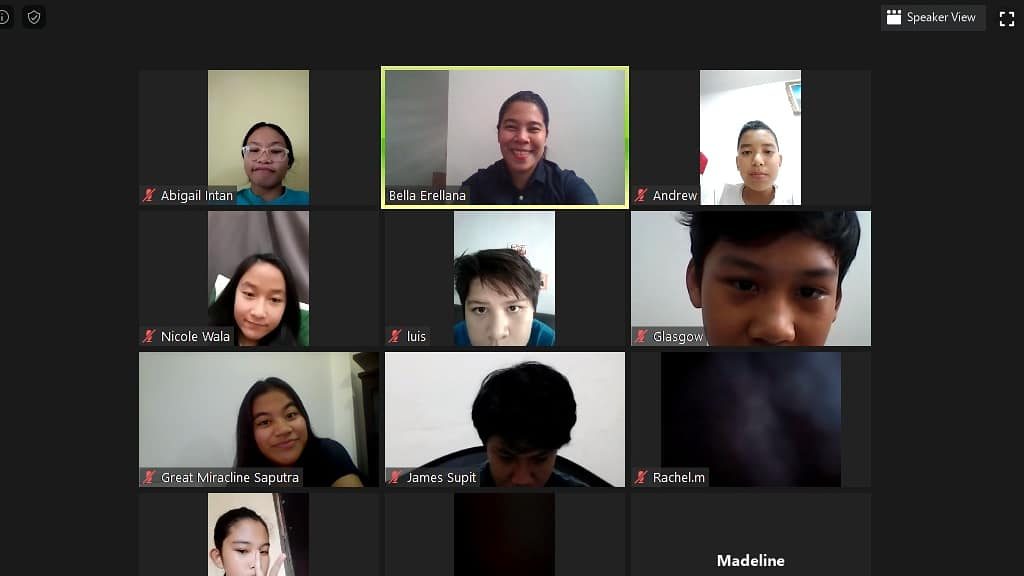 Speaker View
Abigail Intan
Bella Erellana
Andrew
Nicole Wala
luis
Glasgow
Great Miracline Saputra
James Supit
Rachel.m
Madeline